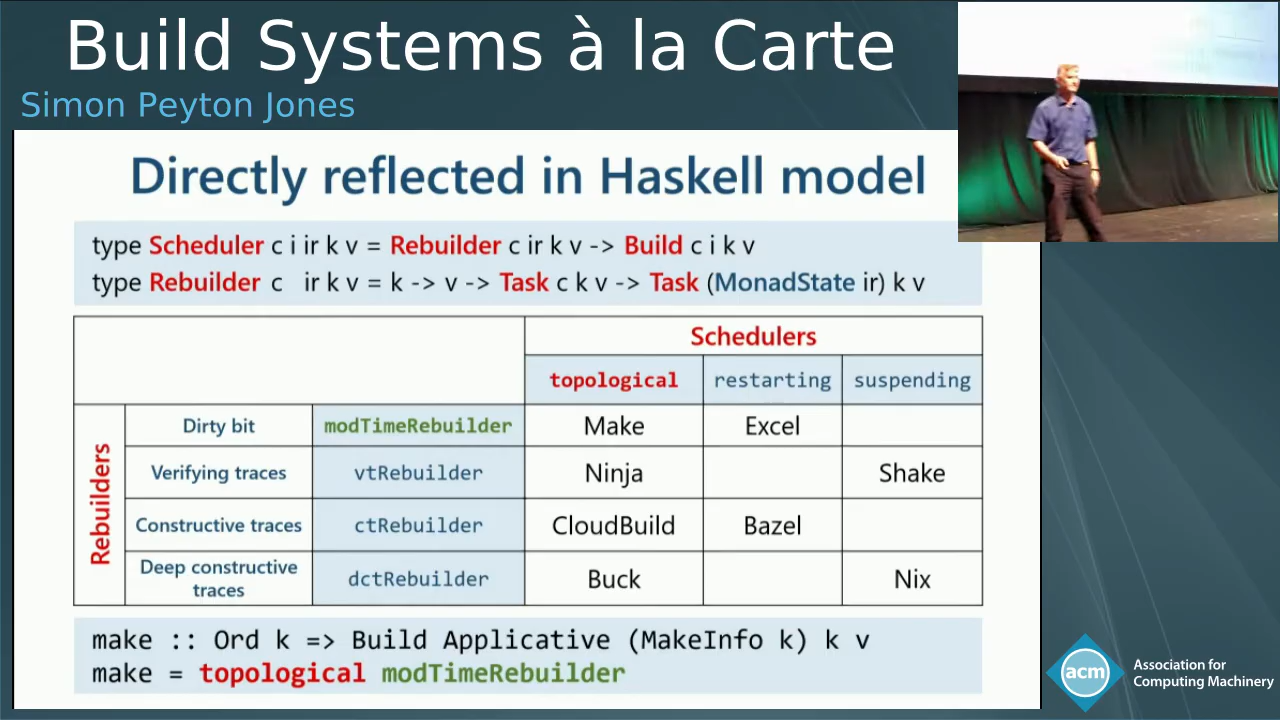 Build Systems à la Carte
Simon Peyton Jones
Directly reflected in Haskell model
type Scheduler c i ir k v = Rebuilder c ir k v -> Build c i k v
type Rebuilder c ir k v = k -> v -> Task c k v -> Task (MonadState ir) k v
Schedulers
topological restarting suspending
Rebuilders
Dirty bit modTimeRebuilder Make Excel
Verifying traces vtRebuilder Ninja Shake
Constructive traces ctRebuilder CloudBuild Bazel
Deep constructive
traces
dctRebuilder Buck Nix
make :: Ord k => Build Applicative (MakeInfo k) k v
make = topological modTimeRebuilder
acm
Association for
Computing Machinery